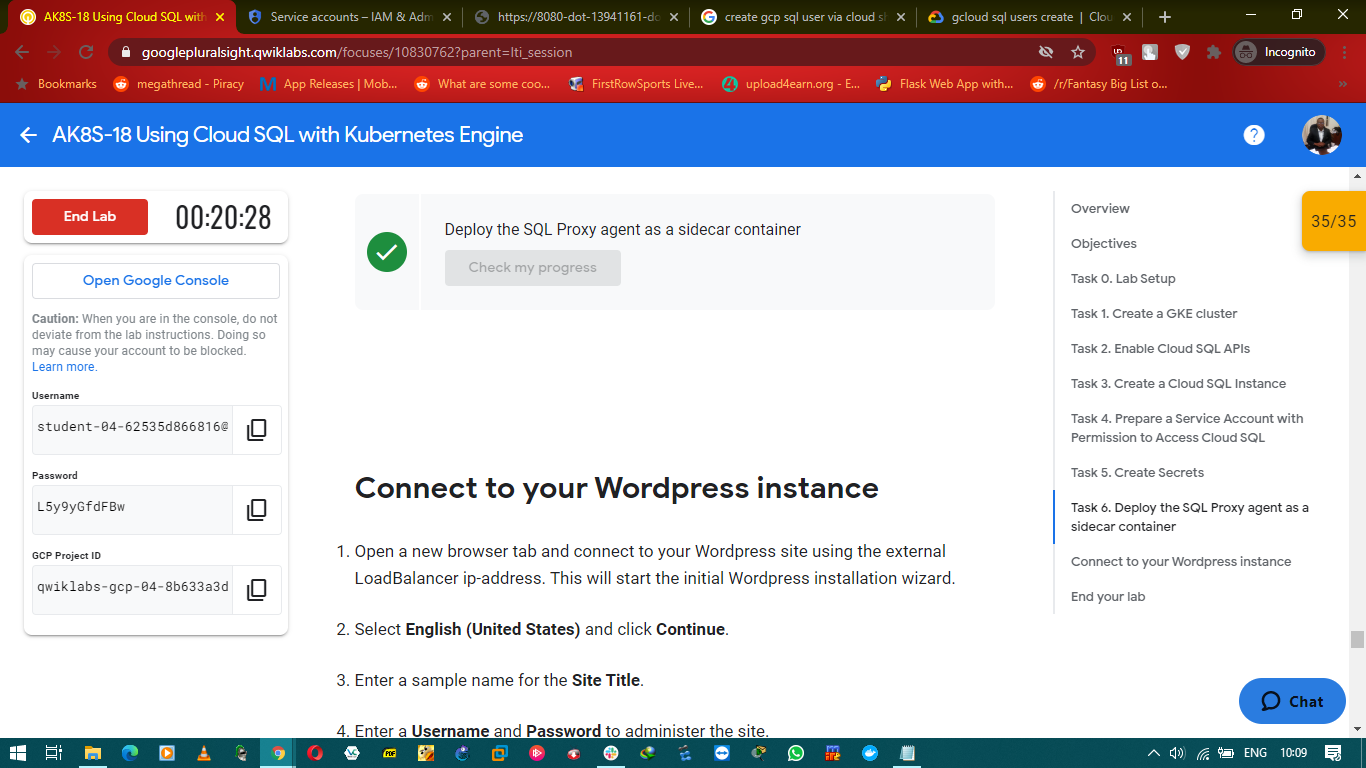 AK8S-18 Using Cloud SQL with
Service accounts – IAM & Adm
https://8080-dot-13941161-do
create gcp sql user via cloud sh
gcloud sql users create | Clou
googlepluralsight.qwiklabs.com/focuses/10830762?parent=lti_session
11
Incognito
Bookmarks
megathread - Piracy
App Releases | Mob...
What are some coo...
FirstRowSports Live...
upload4earn.org - E...
Flask Web App with...
/r/Fantasy Big List o...
»
AK8S-18 Using Cloud SQL with Kubernetes Engine
?
End Lab
00:20:28
Open Google Console
Caution: When you are in the console, do not
deviate from the lab instructions. Doing so
may cause your account to be blocked.
Learn more.
Username
student-04-62535d866816@
Password
L5y9yGfdFBw
GCP Project ID
qwiklabs-gcp-04-8b633a3d
Deploy the SQL Proxy agent as a sidecar container
Check my progress
Connect to your Wordpress instance
1. Open a new browser tab and connect to your Wordpress site using the external
LoadBalancer ip-address. This will start the initial Wordpress installation wizard.
2. Select English (United States) and click Continue.
3. Enter a sample name for the Site Title.
4. Enter a Username and Password to administer the site.
Overview
Objectives
Task 0. Lab Setup
Task 1. Create a GKE cluster
Task 2. Enable Cloud SQL APIs
Task 3. Create a Cloud SQL Instance
Task 4. Prepare a Service Account with
Permission to Access Cloud SQL
Task 5. Create Secrets
Task 6. Deploy the SQL Proxy agent as a
sidecar container
Connect to your Wordpress instance
End your lab
35/35
Chat
PDF
ENG
10:09